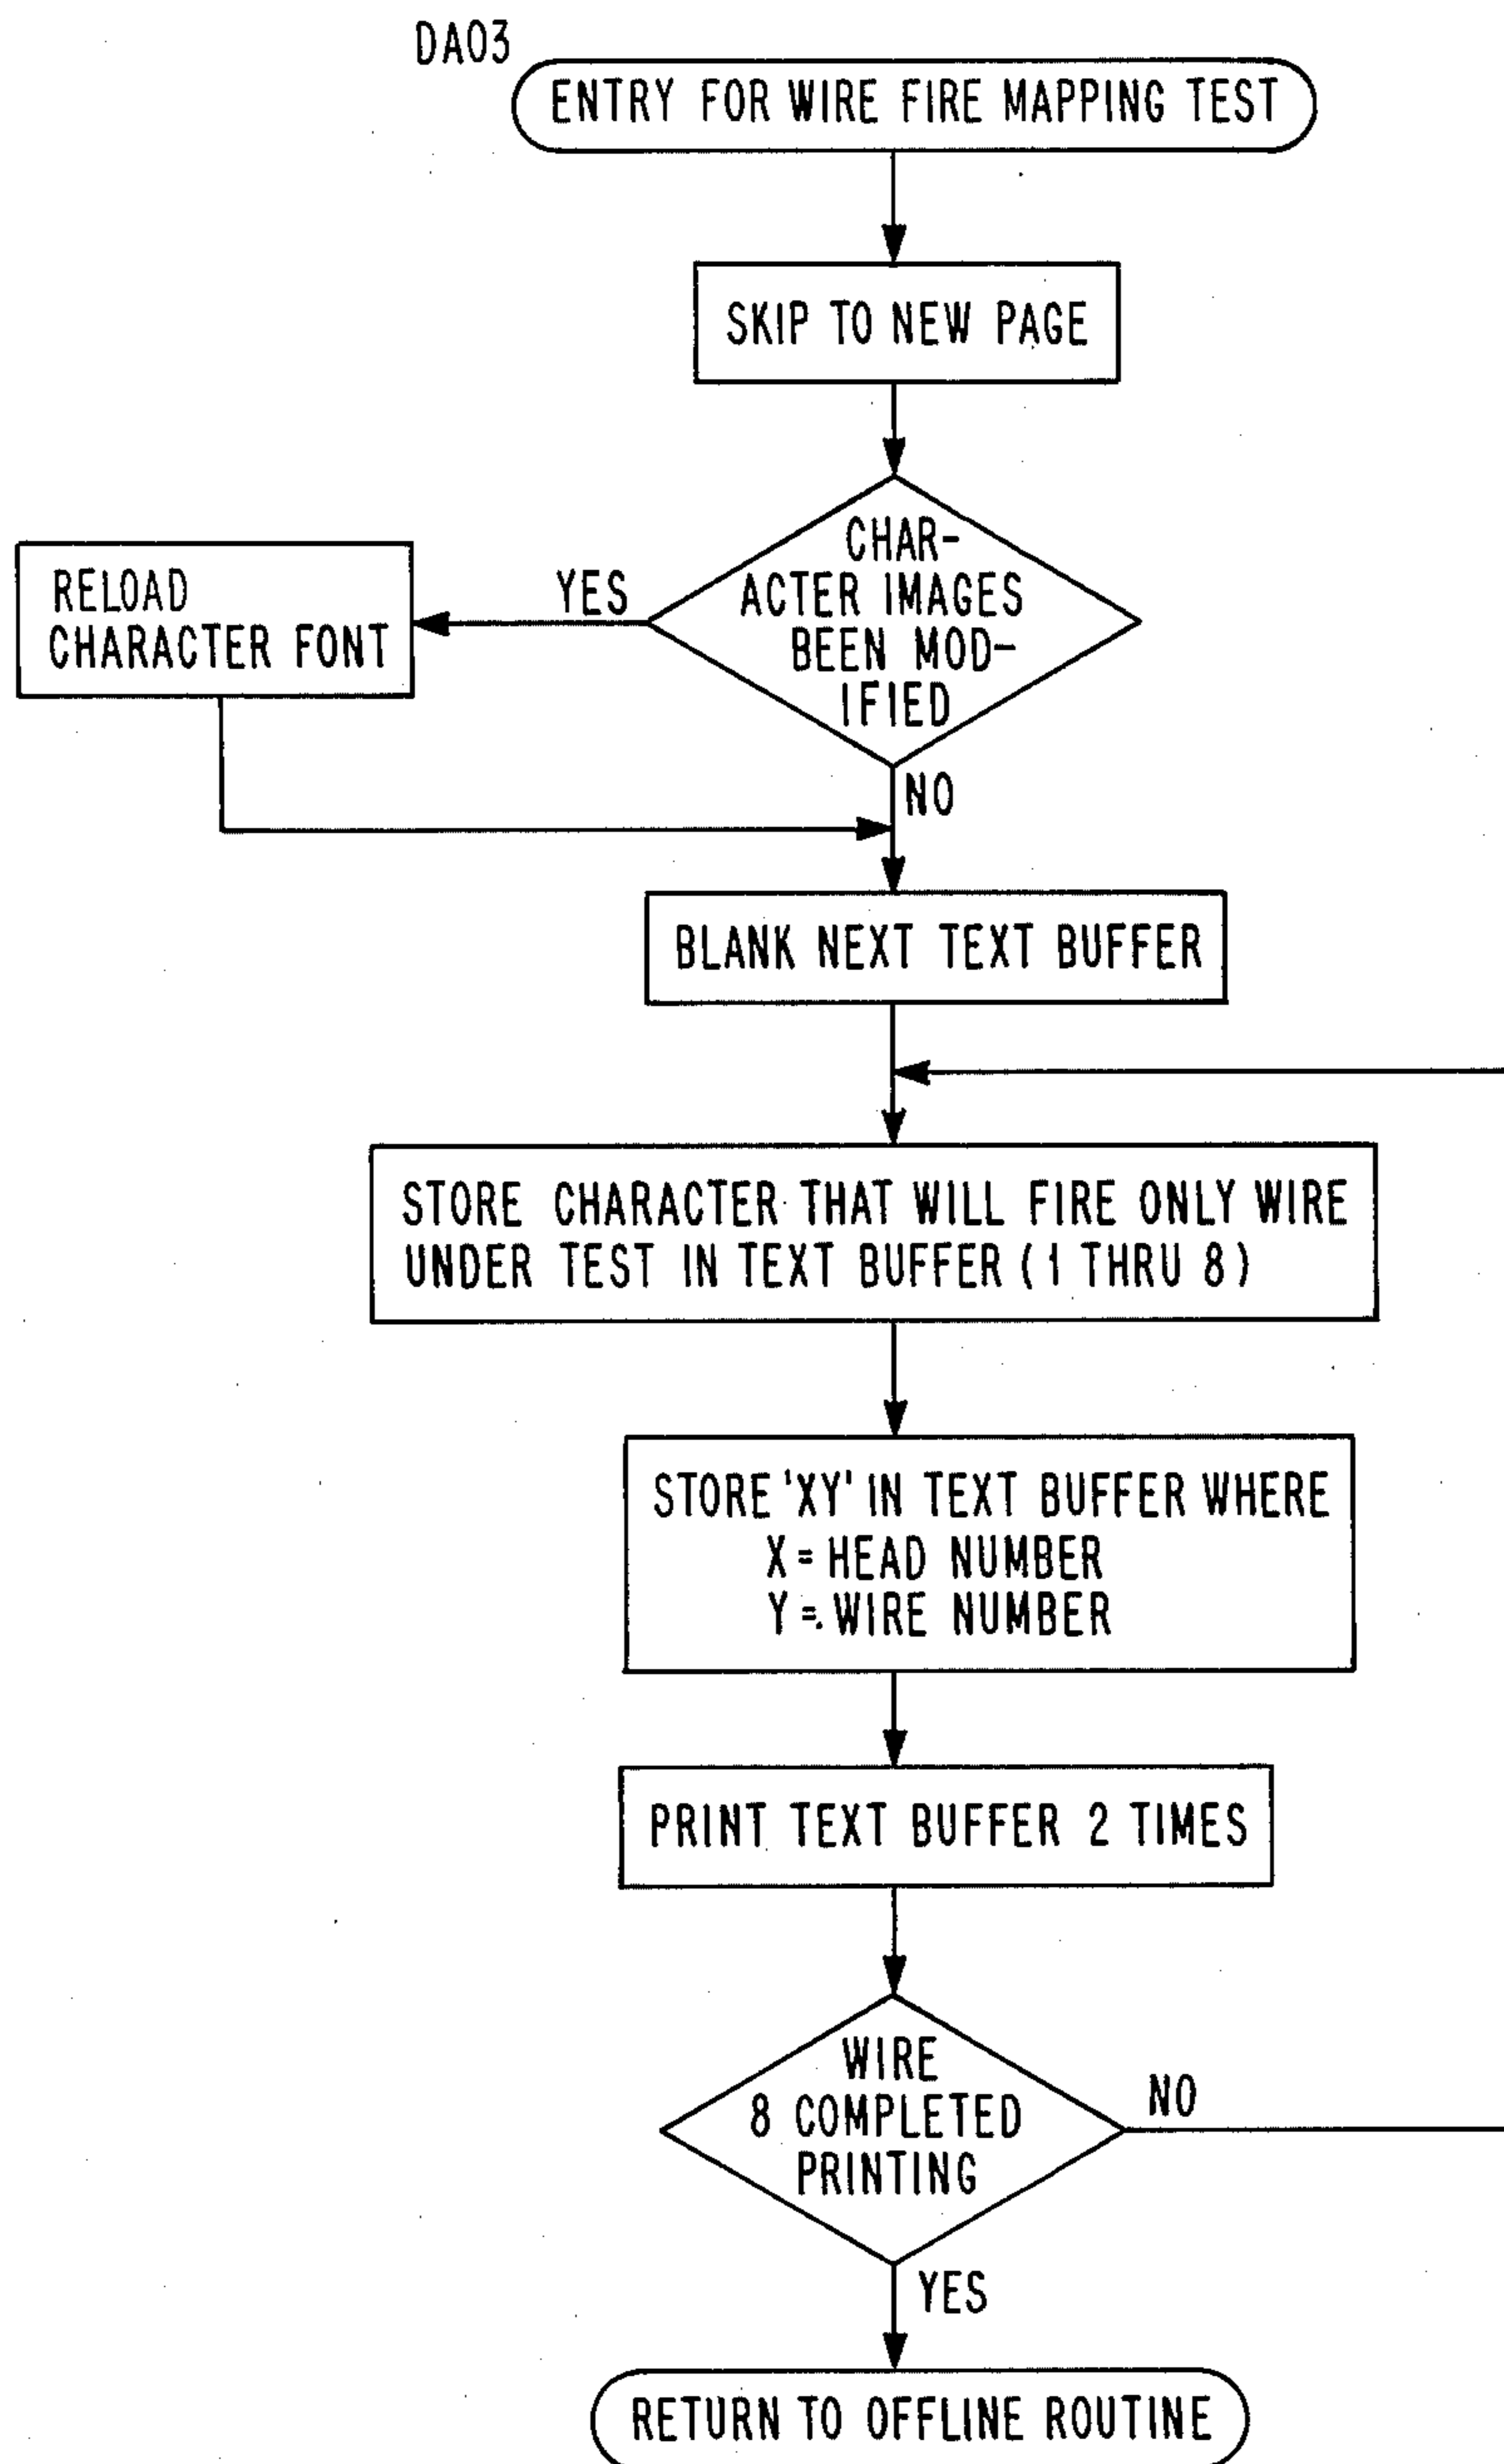 DA03
ENTRY FOR WIRE FIRE MAPPING TEST
SKIP TO NEW PAGE
CHAR-
ACTER IMAGES
BEEN MOD-
IFIED
YES
RELOAD
CHARACTER FONT
NO
BLANK NEXT TEXT BUFFER
STORE CHARACTER THAT WILL FIRE ONLY WIRE
UNDER TEST IN TEXT BUFFER (1 THRU 8)
STORE 'XY' IN TEXT BUFFER WHERE
X = HEAD NUMBER
Y = WIRE NUMBER
PRINT TEXT BUFFER 2 TIMES
WIRE
8 COMPLETED
PRINTING
NO
YES
RETURN TO OFFLINE ROUTINE